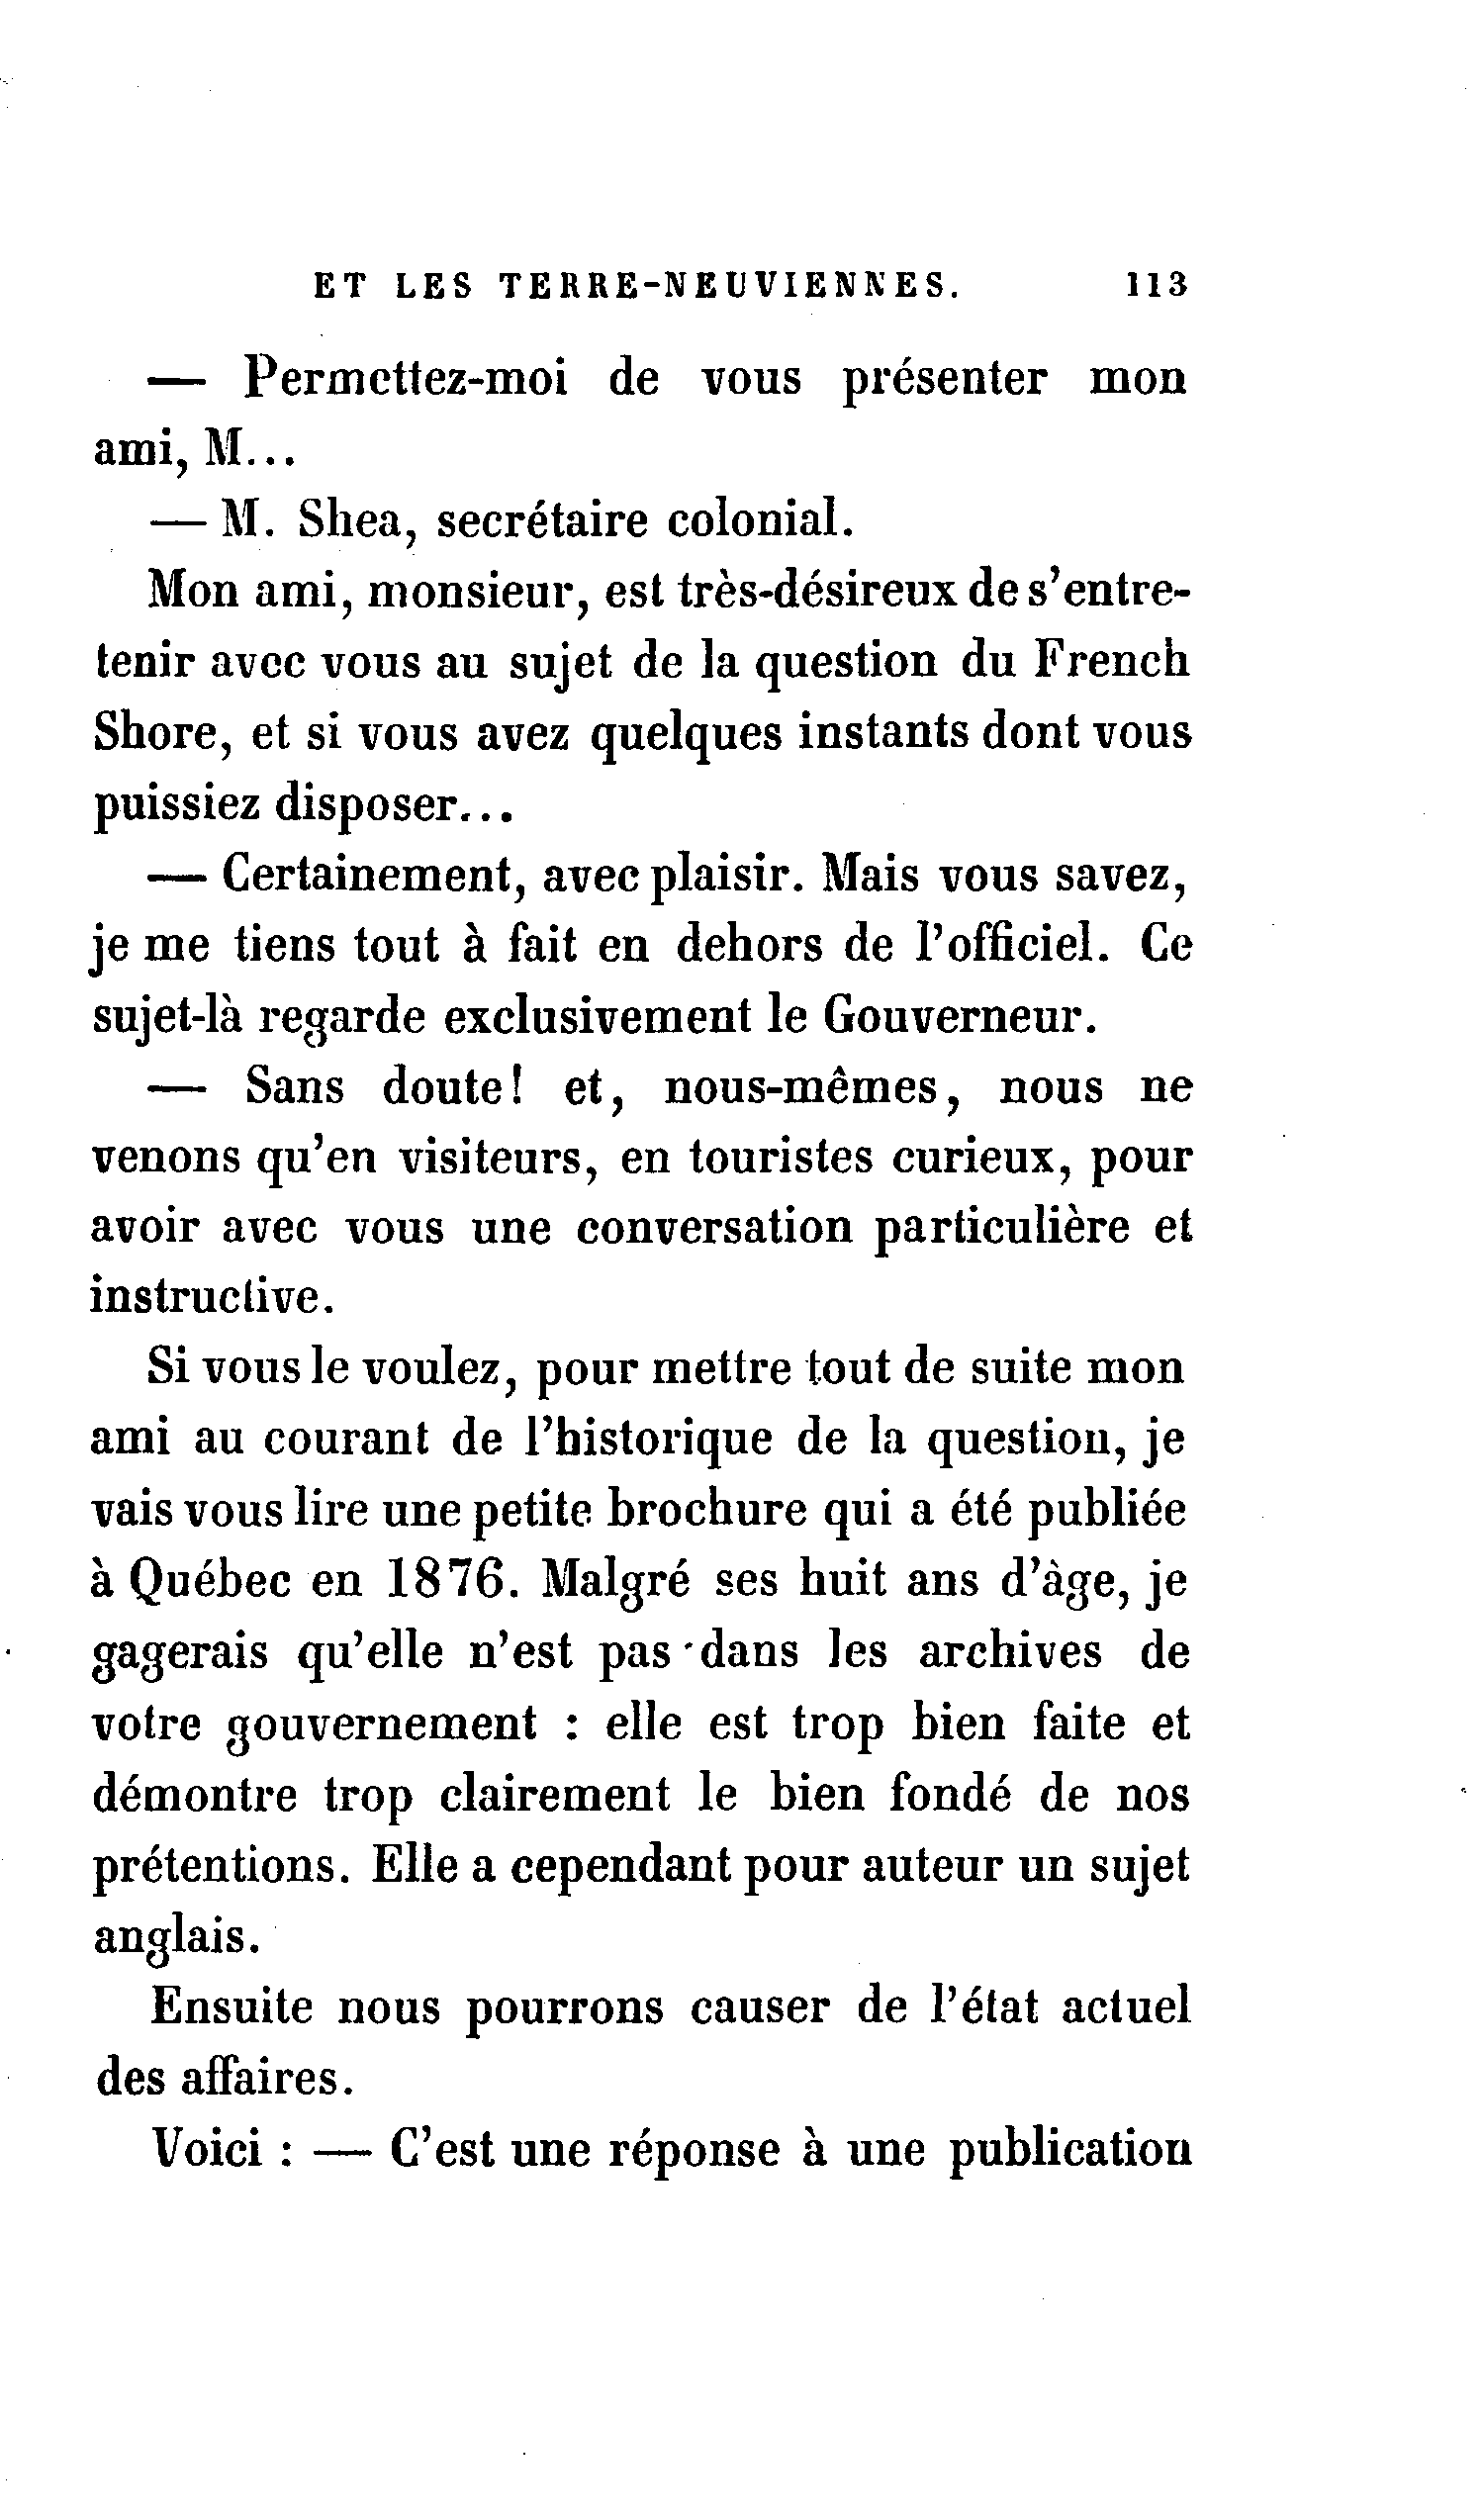 ET LES TERRE-NEUVIENNES. 113
— Permettez-moi de vous présenter mon
ami, M...
— M. Shea, secrétaire colonial.
Mon ami, monsieur, est très-désireux de s'entre-
tenir avec vous au sujet de la question du French
Shore, et si vous avez quelques instants dont vous
puissiez disposer...
— Certainement, avec plaisir. Mais vous savez,
je me tiens tout à fait en dehors de l'officiel. Ce
sujet-là regarde exclusivement le Gouverneur.
— Sans doute! et, nous-mêmes, nous ne
venons qu'en visiteurs, en touristes curieux, pour
avoir avec vous une conversation particulière et
instructive.
Si vous le voulez, pour mettre tout de suite mon
ami au courant de l'historique de la question, je
vais vous lire une petite brochure qui a été publiée
à Québec en 1876. Malgré ses huit ans d'âge, je
gagerais qu'elle n'est pas dans les archives de
votre gouvernement : elle est trop bien faite et
démontre trop clairement le bien fondé de nos
prétentions. Elle a cependant pour auteur un sujet
anglais.
Ensuite nous pourrons causer de l'état actuel
des affaires.
Voici : — C'est une réponse à une publication